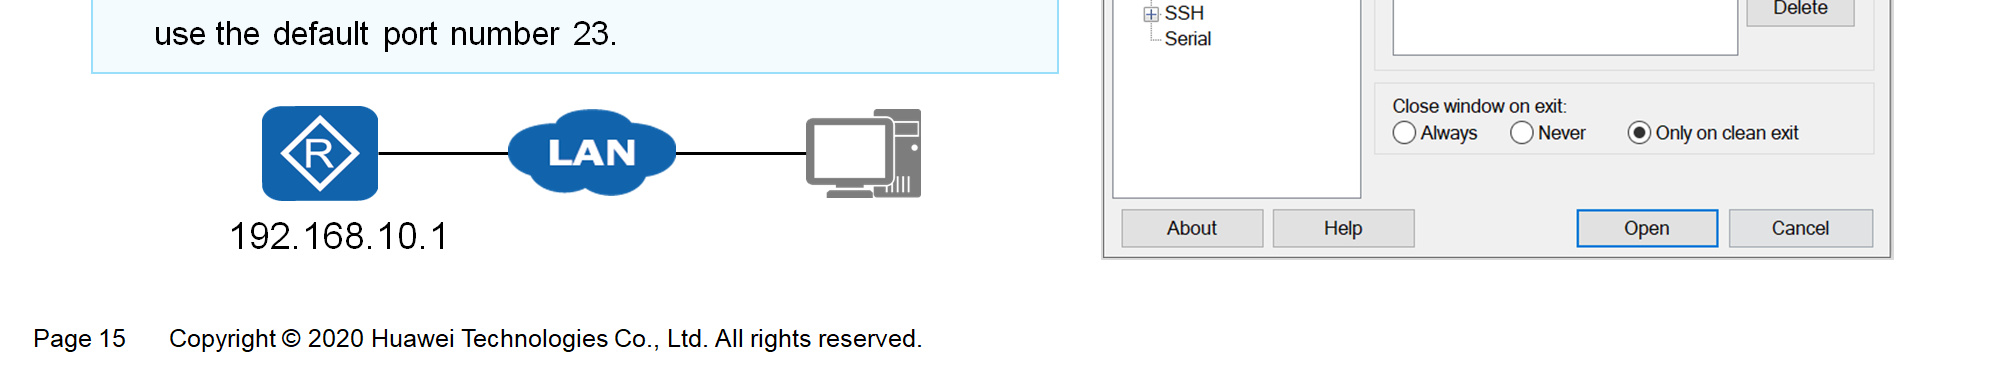 use the default port number 23.
R
LAN
192.168.10.1
SSH
Serial
Delete
Close window on exit:
Always Never Only on clean exit
About Help Open Cancel
Page 15 Copyright © 2020 Huawei Technologies Co., Ltd. All rights reserved.